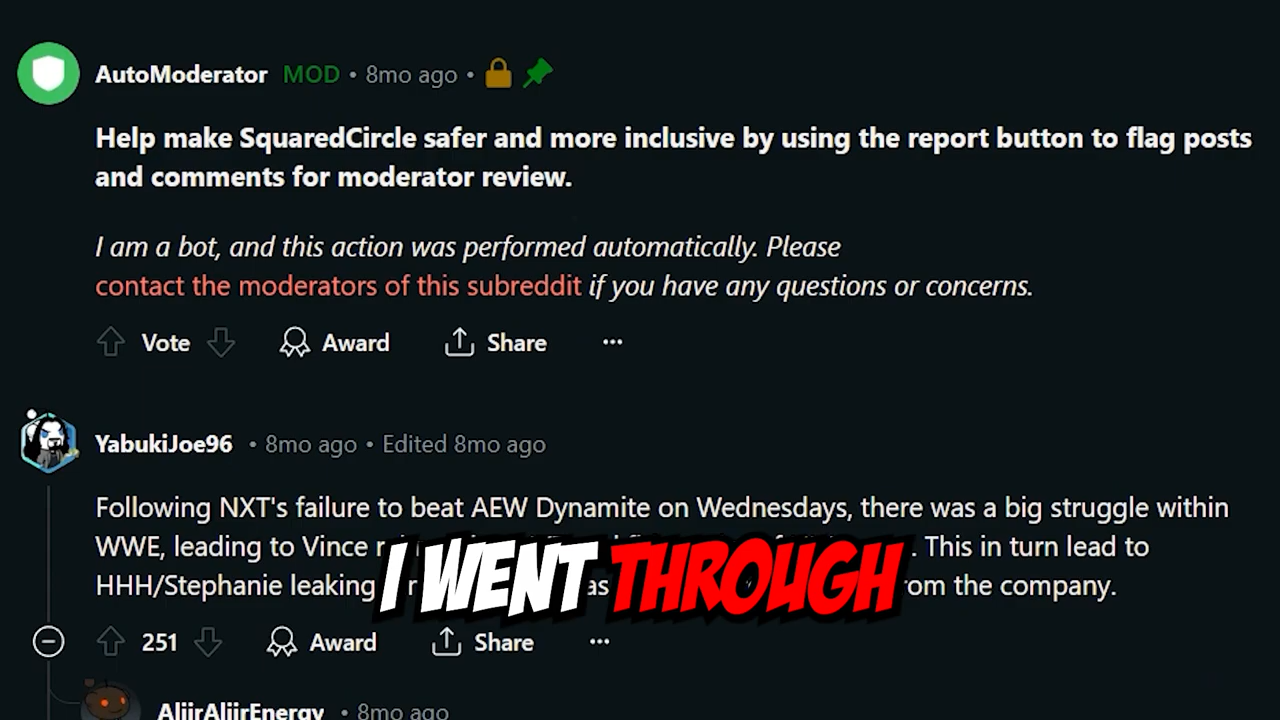 AutoModerator MOD • 8mo ago •
Help make SquaredCircle safer and more inclusive by using the report button to flag posts
and comments for moderator review.
I am a bot, and this action was performed automatically. Please
contact the moderators of this subreddit if you have any questions or concerns.
Vote Award Share ...
YabukiJoe96 • 8mo ago • Edited 8mo ago
Following NXT's failure to beat AEW Dynamite on Wednesdays, there was a big struggle within
WWE, leading to Vince This in turn lead to
HHH/Stephanie leaking from the company.
I WENT THROUGH
251 Award Share ...
AljirAljirEnergy • 8mo ago